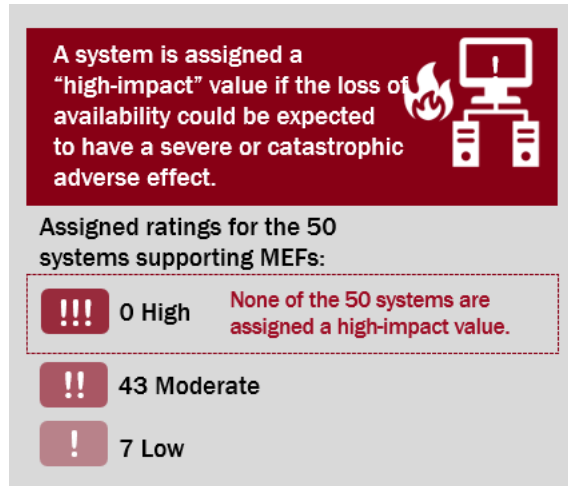 A system is assigned a
“high-impact” value if the loss of
availability could be expected
to have a severe or catastrophic
adverse effect.
!
Assigned ratings for the 50
systems supporting MEFs:
!!! 0 High
None of the 50 systems are
assigned a high-impact value.
!! 43 Moderate
! 7 Low